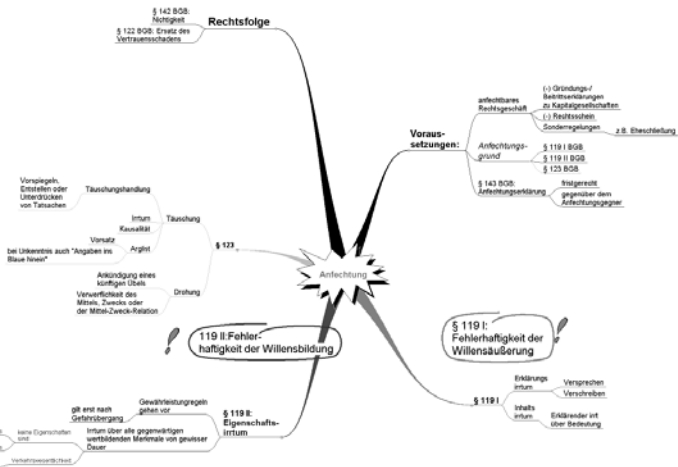 § 142 BGB:
Nichtigkeit
§ 122 BGB: Ersatz des
Vertrauensschadens
Rechtsfolge
Voraus-
setzungen:
anfechtbares
Rechtsgeschäft
(-) Gründungs-/
Beitrittserklärungen
zu Kapitalgesellschaften
(-) Rechtsschein
Sonderregelungen
z.B. Eheschließung
Anfechtungs-
grund
§ 119 I BGB
§ 119 II BGB
§ 123 BGB
§ 143 BGB:
Anfechtungserklärung
fristgerecht
gegenüber dem
Anfechtungsgegner
Vorspiegeln,
Entstellen oder
Unterdrücken
von Tatsachen
Täuschungshandlung
Irrtum
Kausalität
Vorsatz
bei Unkenntnis auch "Angaben ins
Blaue hinein"
Arglist
Täuschung
§ 123
Ankündigung eines
künftigen Übels
Verwerflichkeit des
Mittels, Zwecks oder
der Mittel-Zweck-Relation
Drohung
Anfechtung
119 II:Fehler-
haftigkeit der
Willensbildung
§ 119 I:
Fehlerhaftigkeit der
Willensäußerung
§ 119 I
Erklärungs
irrtum
Versprechen
Verschreiben
Inhalts
irrtum
Erklärender irrt
über Bedeutung
§ 119 II:
Eigenschafts-
irrtum
Gewährleistungregeln
gehen vor
gilt erst nach
Gefahrübergang
Irrtum über alle gegenwärtigen
wertbildenden Merkmale von gewisser
Dauer
keine Eigenschaften
sind:
Verkehrswesentlichkeit